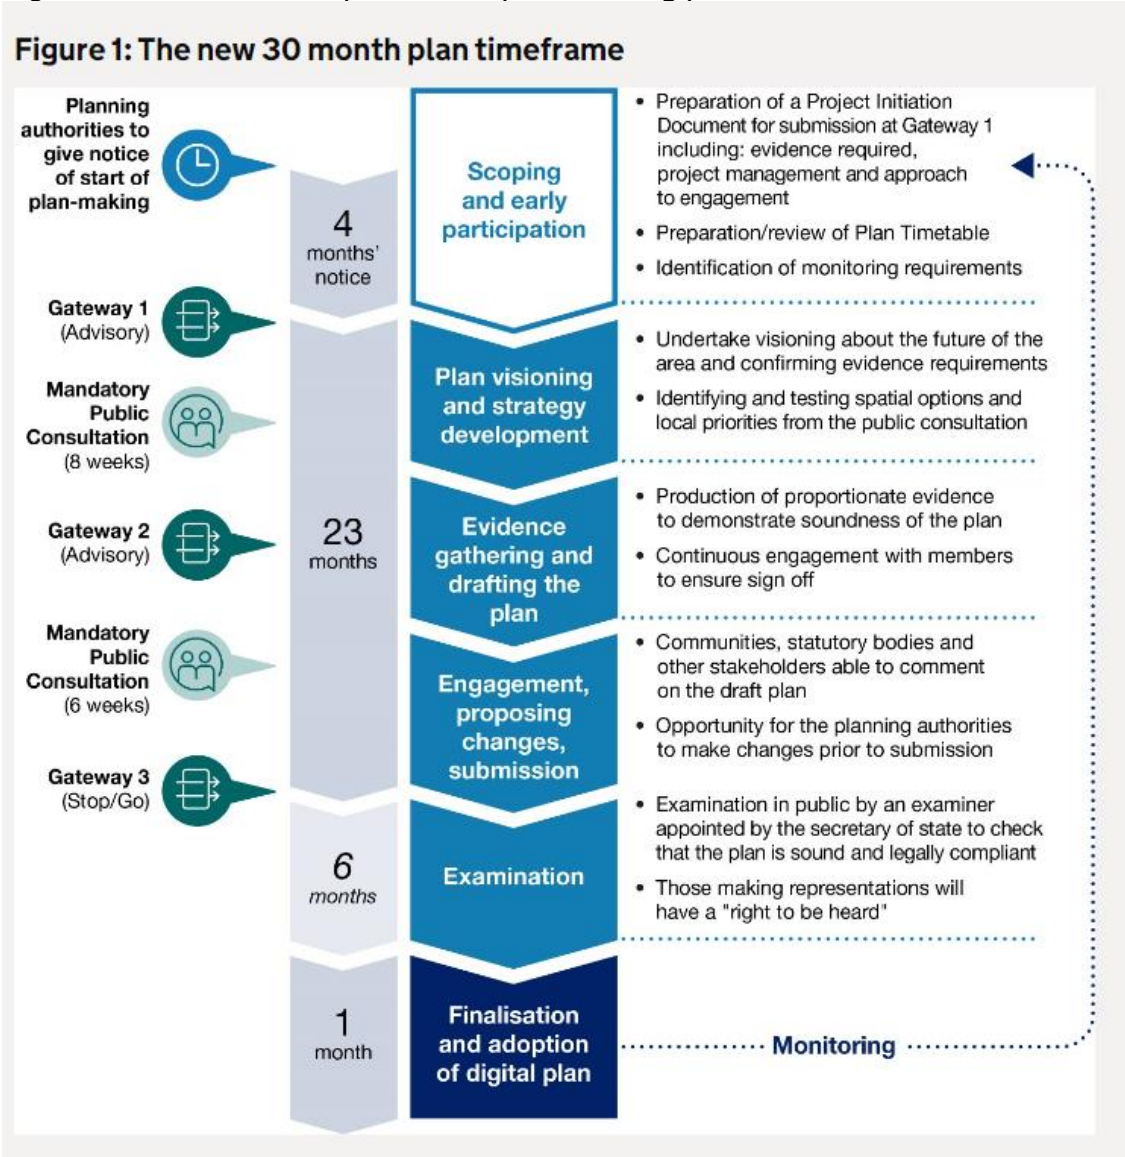 Figure 1: The new 30 month plan timeframe
Planning
authorities to
give notice
of start of
plan-making
4
months'
notice
Scoping
and early
participation
• Preparation of a Project Initiation
Document for submission at Gateway 1
including: evidence required,
project management and approach
to engagement
• Preparation/review of Plan Timetable
• Identification of monitoring requirements
Gateway 1
(Advisory)
Mandatory
Public
Consultation
(8 weeks)
Plan visioning
and strategy
development
• Undertake visioning about the future of the
area and confirming evidence requirements
• Identifying and testing spatial options and
local priorities from the public consultation
Gateway 2
(Advisory)
23
months
Evidence
gathering and
drafting the
plan
• Production of proportionate evidence
to demonstrate soundness of the plan
• Continuous engagement with members
to ensure sign off
Mandatory
Public
Consultation
(6 weeks)
Engagement,
proposing
changes,
submission
• Communities, statutory bodies and
other stakeholders able to comment
on the draft plan
• Opportunity for the planning authorities
to make changes prior to submission
Gateway 3
(Stop/Go)
6
months
Examination
• Examination in public by an examiner
appointed by the secretary of state to check
that the plan is sound and legally compliant
• Those making representations will
have a "right to be heard"
1
month
Finalisation
and adoption
of digital plan
Monitoring